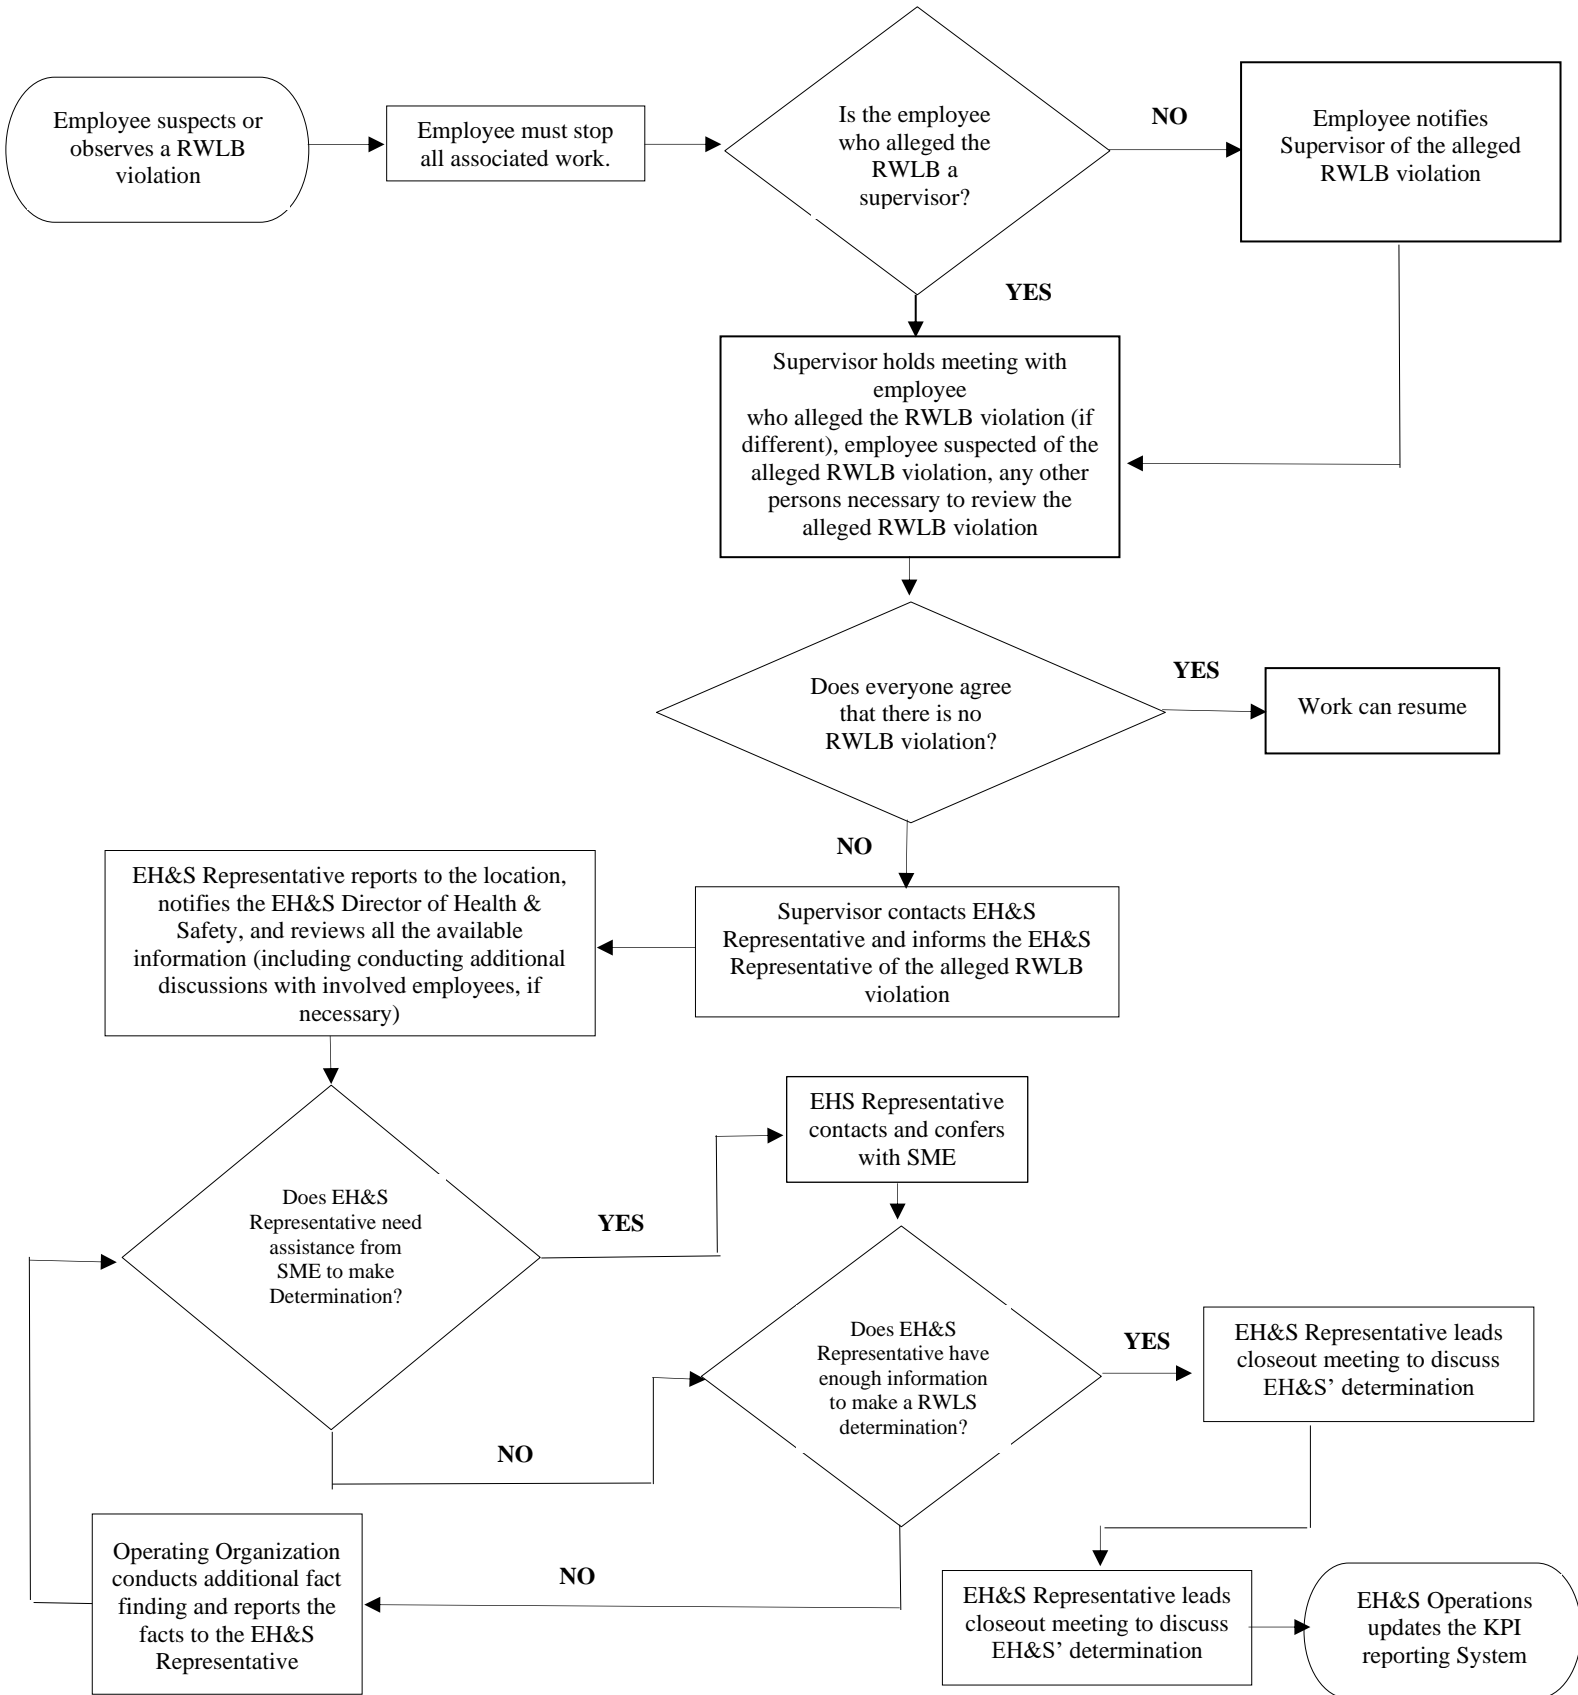 Employee suspects or
observes a RWLB
violation
Employee must stop
all associated work.
Is the employee
who alleged the
RWLB a
supervisor?
NO
Employee notifies
Supervisor of the alleged
RWLB violation
YES
Supervisor holds meeting with
employee
who alleged the RWLB violation (if
different), employee suspected of the
alleged RWLB violation, any other
persons necessary to review the
alleged RWLB violation
Does everyone agree
that there is no
RWLB violation?
YES
Work can resume
NO
Supervisor contacts EH&S
Representative and informs the EH&S
Representative of the alleged RWLB
violation
EH&S Representative reports to the location,
notifies the EH&S Director of Health &
Safety, and reviews all the available
information (including conducting additional
discussions with involved employees, if
necessary)
Does EH&S
Representative need
assistance from
SME to make
Determination?
YES
EHS Representative
contacts and confers
with SME
NO
Does EH&S
Representative have
enough information
to make a RWLS
determination?
YES
EH&S Representative leads
closeout meeting to discuss
EH&S’ determination
NO
Operating Organization
conducts additional fact
finding and reports the
facts to the EH&S
Representative
EH&S Representative leads
closeout meeting to discuss
EH&S’ determination
EH&S Operations
updates the KPI
reporting System